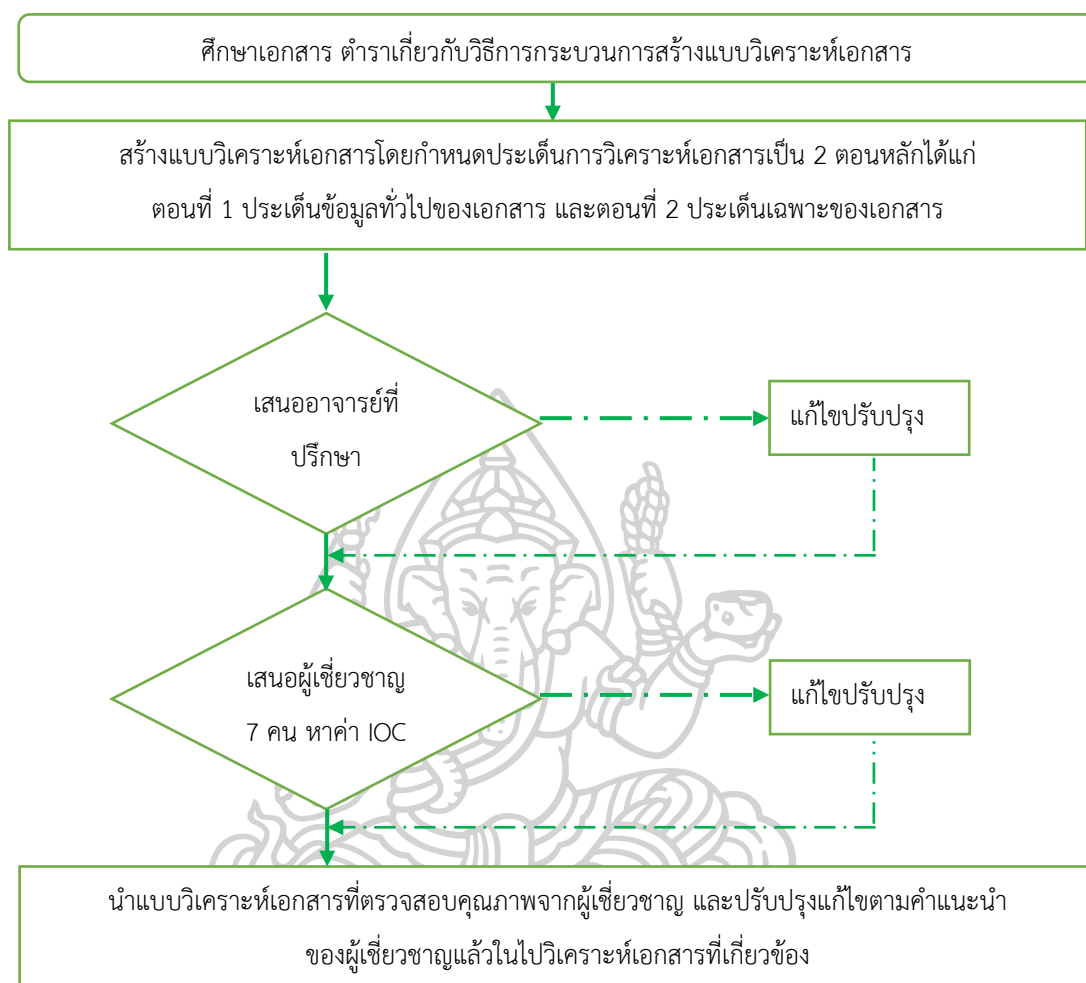 ศึกษาเอกสาร ตำราเกี่ยวกับวิธีการกระบวนการสร้างแบบวิเคราะห์เอกสาร
สร้างแบบวิเคราะห์เอกสารโดยกำหนดประเด็นการวิเคราะห์เอกสารเป็น 2 ตอนหลักได้แก่
ตอนที่ 1 ประเด็นข้อมูลทั่วไปของเอกสาร และตอนที่ 2 ประเด็นเฉพาะของเอกสาร
เสนออาจารย์ที่
ปรึกษา
แก้ไขปรับปรุง
เสนอผู้เชี่ยวชาญ
7 คน หาค่า IOC
แก้ไขปรับปรุง
นำแบบวิเคราะห์เอกสารที่ตรวจสอบคุณภาพจากผู้เชี่ยวชาญ และปรับปรุงแก้ไขตามคำแนะนำ
ของผู้เชี่ยวชาญแล้วในไปวิเคราะห์เอกสารที่เกี่ยวข้อง